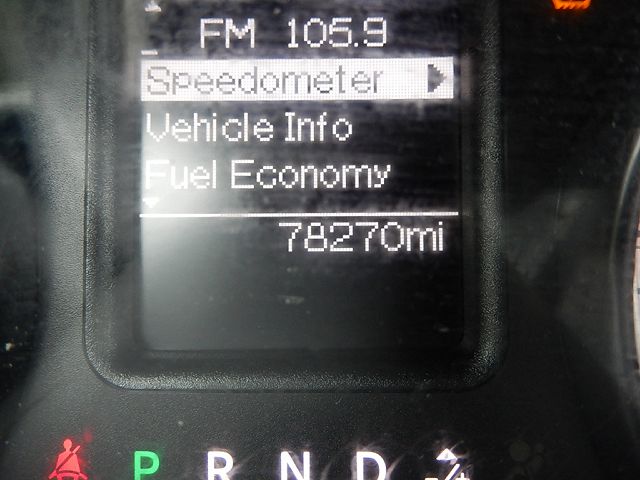 FM 105.9
Speedometer
Vehicle Info
Fuel Economy
78270mi
P R N D -/+